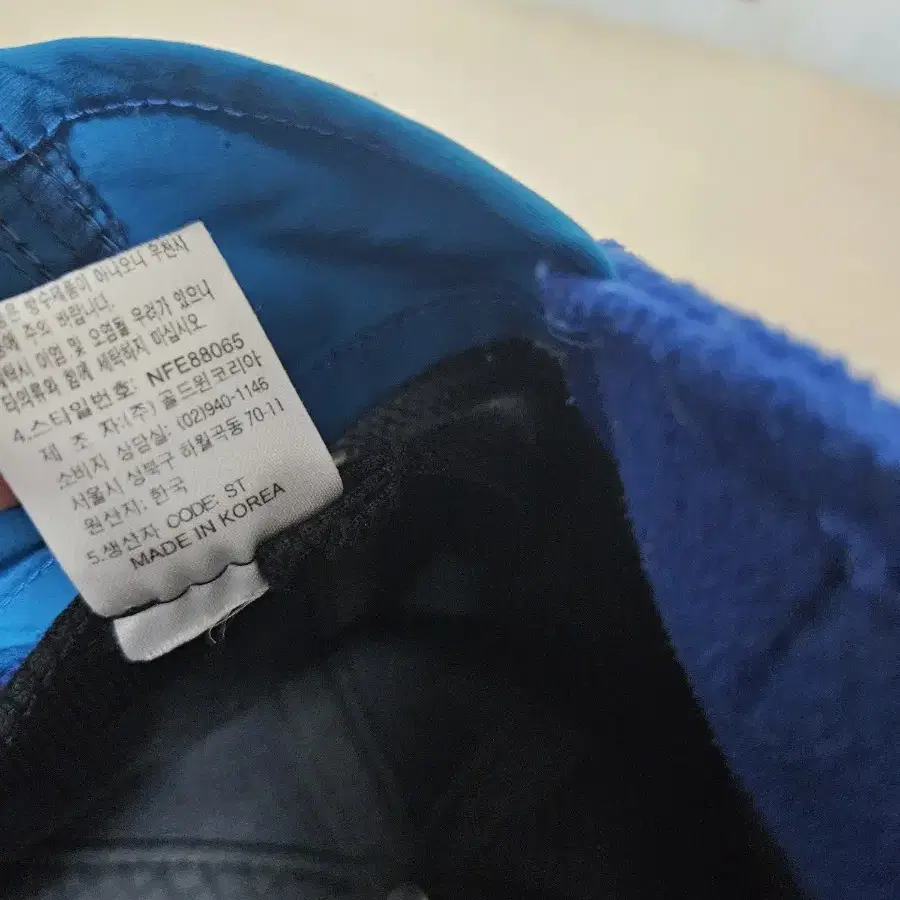 은 방수제품이 아니오니 우천시
에 주의 바랍니다.
세탁시 이염 및 오염될 우려가 있으니
타의류와 함께 세탁하지 마십시오
4. 스타일번호: NFE88065
제 조 자:(주) 골드윈코리아
소비자 상담실: (02)940-1146
서울시 성북구 하월곡동 70-11
원산지: 한국
5.생산자 CODE: ST
MADE IN KOREA